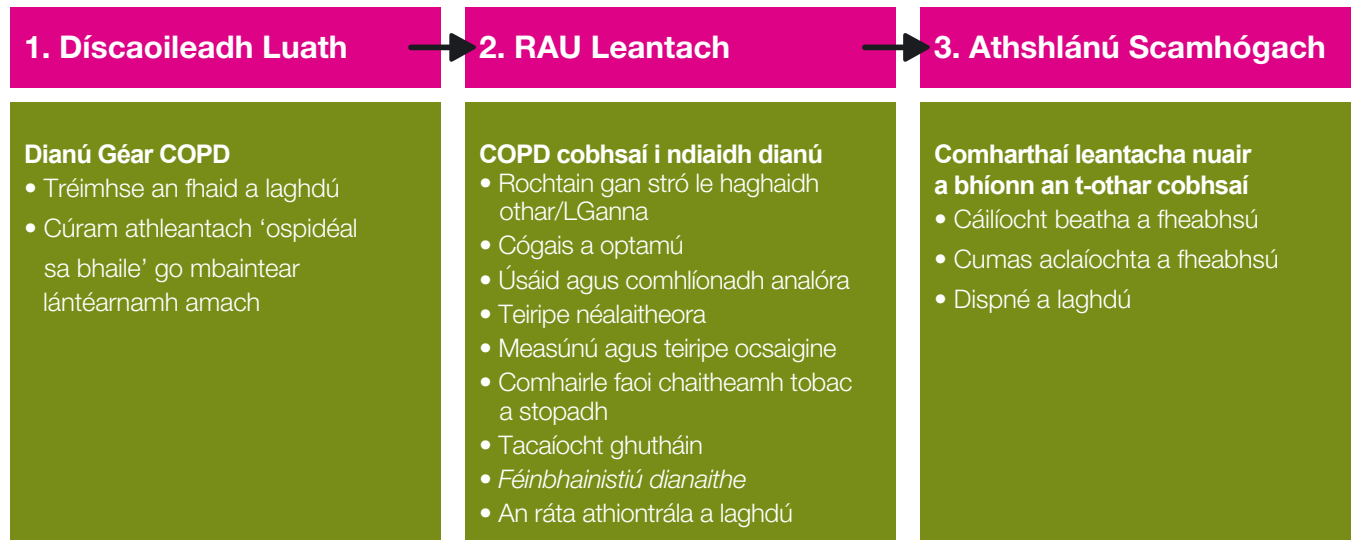 1. Díscaoileadh Luath
Dianú Géar COPD
• Tréimhse an fhaid a laghdú
• Cúram athleantach ‘ospidéal
sa bhaile’ go mbaintear
lántéarnamh amach
2. RAU Leantach
COPD cobhsaí i ndiaidh dianú
• Rochtain gan stró le haghaidh
othar/LGanna
• Cógais a optamú
• Úsáid agus comhlíonadh analóra
• Teiripe néalaitheora
• Measúnú agus teiripe ocsaigine
• Comhairle faoi chaitheamh tobac
a stopadh
• Tacaíocht ghutháin
• Féinbhainistiú dianaithe
• An ráta athiontrála a laghdú
3. Athshlánú Scamhógach
Comharthaí leantacha nuair
a bhíonn an t-othar cobhsaí
• Cáilíocht beatha a fheabhsú
• Cumas aclaíochta a fheabhsú
• Dispné a laghdú